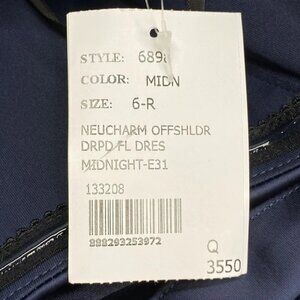 STYLE: 689
COLOR: MIDN
SIZE: 6-R
NEUCHARM OFFSHLDR
DRPD FL DRES
MIDNIGHT-E31
133208
888293253972
Q
3550